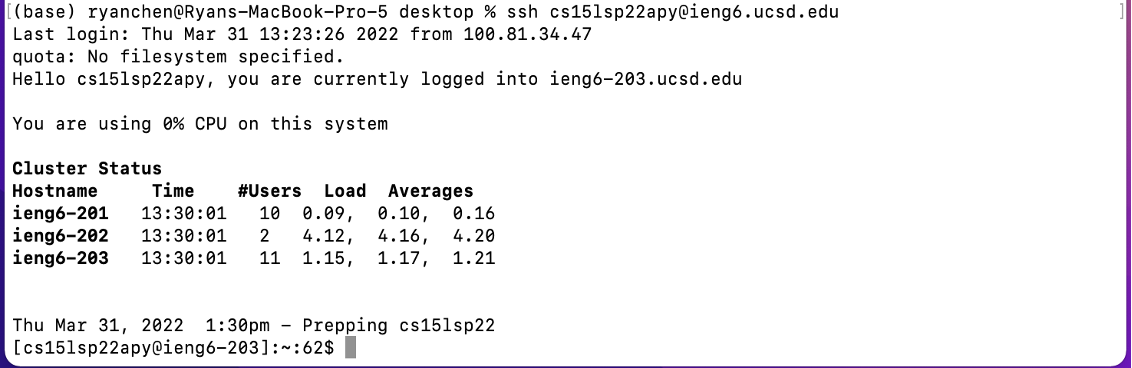 [(base) ryanchen@Ryans-MacBook-Pro-5 desktop % ssh cs15lsp22apy@ieng6.ucsd.edu ]
Last login: Thu Mar 31 13:23:26 2022 from 100.81.34.47
quota: No filesystem specified.
Hello cs15lsp22apy, you are currently logged into ieng6-203.ucsd.edu
You are using 0% CPU on this system
Cluster Status
Hostname     Time    #Users  Load  Averages
ieng6-201   13:30:01   10  0.09,  0.10,  0.16
ieng6-202   13:30:01   2   4.12,  4.16,  4.20
ieng6-203   13:30:01   11  1.15,  1.17,  1.21
Thu Mar 31, 2022  1:30pm - Prepping cs15lsp22
[cs15lsp22apy@ieng6-203]:~:62$